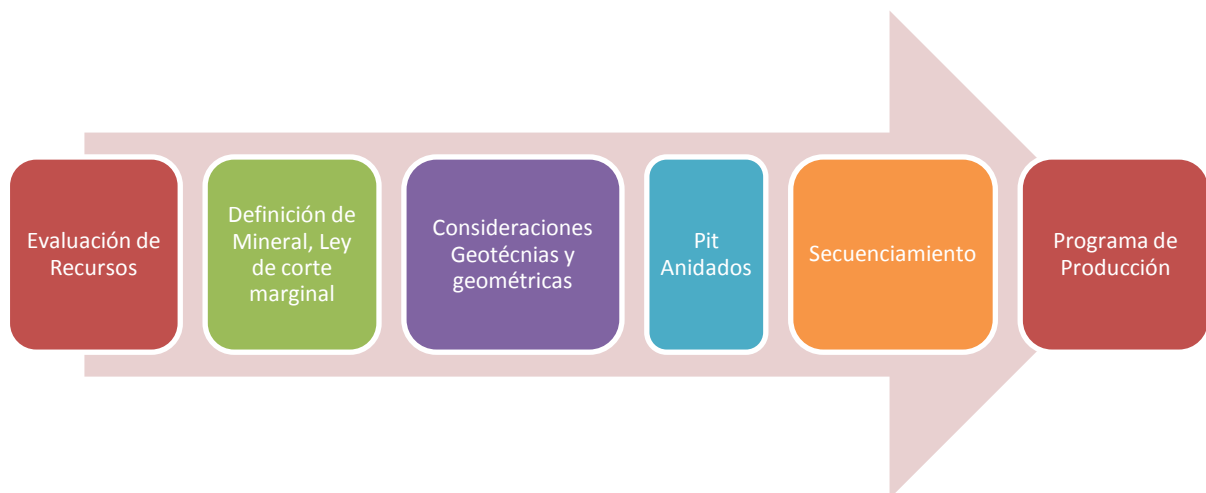 Evaluación de
Recursos
Definición de
Mineral, Ley
de corte
marginal
Consideraciones
Geotécnias y
geométricas
Pit
Anidados
Secuenciamiento
Programa de
Producción